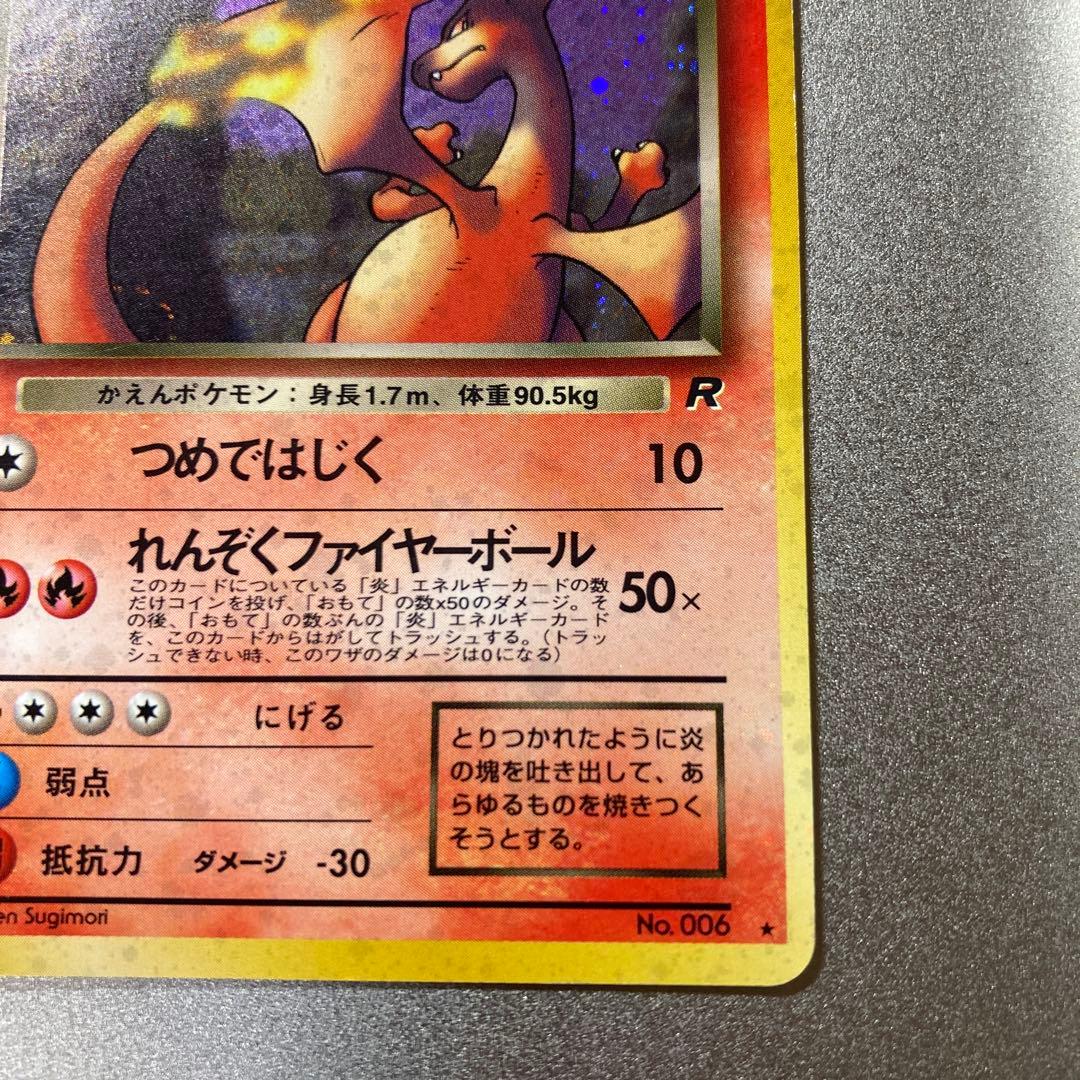 かえんポケモン：身長1.7m、体重90.5kg
R
つめではじく 10
れんぞくファイヤーボール
このカードについている「炎」エネルギーカードの数
だけコインを投げ、「おもて」の数x50のダメージ。そ
の後、「おもて」の数ぶんの「炎」エネルギーカード
を、このカードからはがしてトラッシュする。（トラッ
シュできない時、このワザのダメージは0になる）
50×
にげる
弱点
抵抗力 ダメージ -30
とりつかれたように炎
の塊を吐き出して、あ
らゆるものを焼きつく
そうとする。
en Sugimori
No. 006 ★